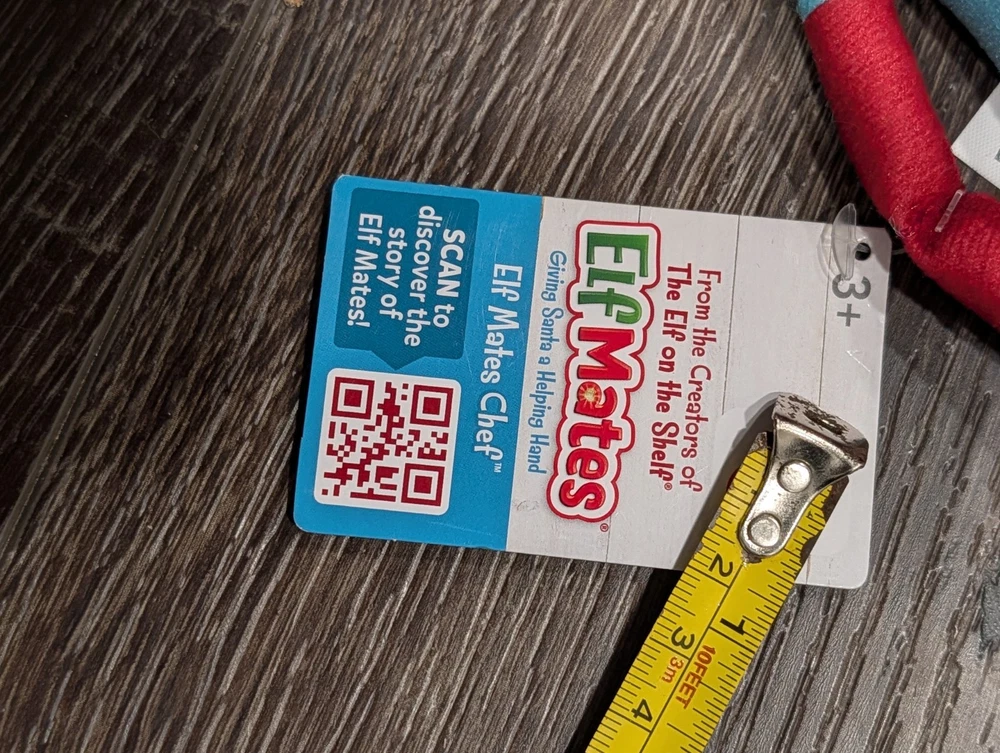 3+
From the Creators of
The Elf on the Shelf®
Elf Mates®
Giving Santa a Helping Hand
Elf Mates Chef™
SCAN to
discover the
story of
Elf Mates!
1
10FEET
2
3
3m
4